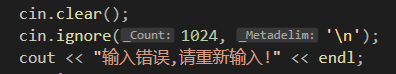 cin.clear();
cin.ignore(_Count: 1024, _Metadelim: '\n');
cout << "输入错误,请重新输入!" << endl;